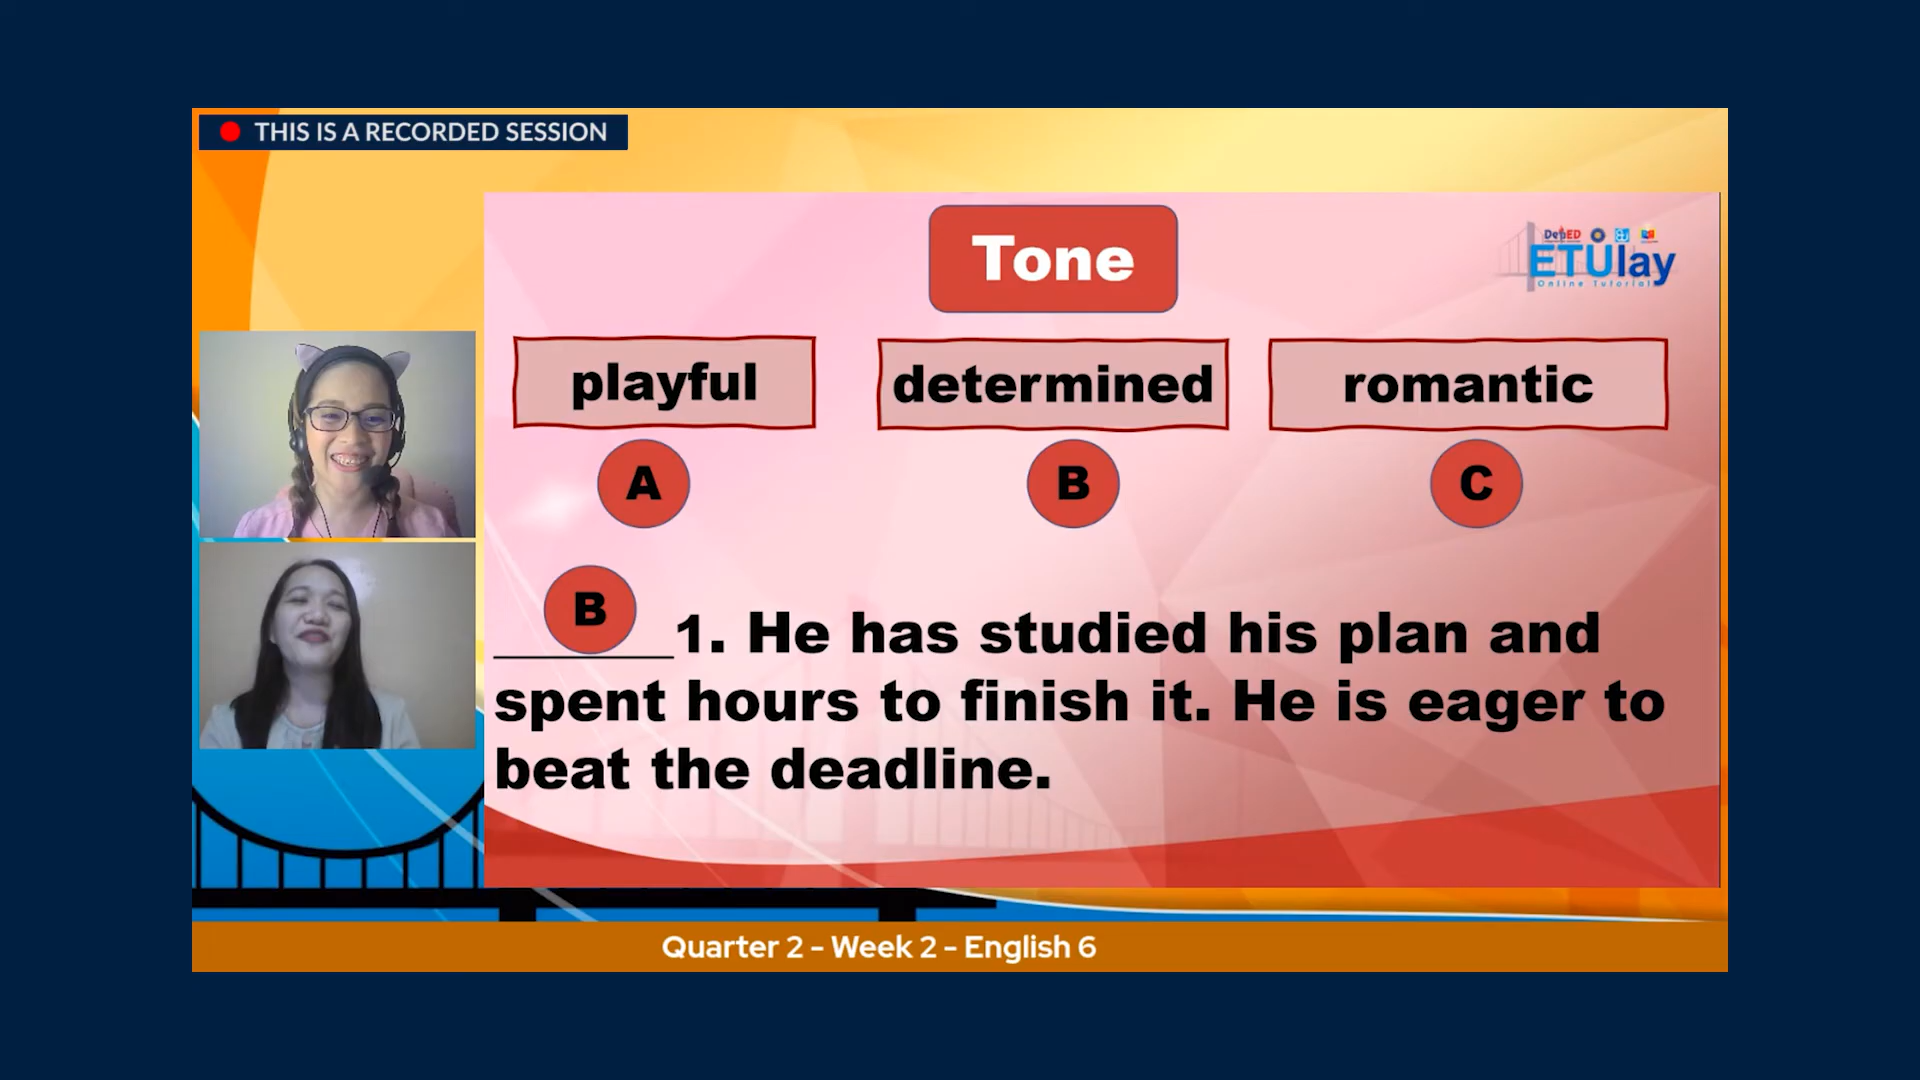 THIS IS A RECORDED SESSION
Tone
DepED
ETUlay
Online Tutorial
playful
determined
romantic
A
B
C
B
_______1. He has studied his plan and
spent hours to finish it. He is eager to
beat the deadline.
Quarter 2 - Week 2 - English 6